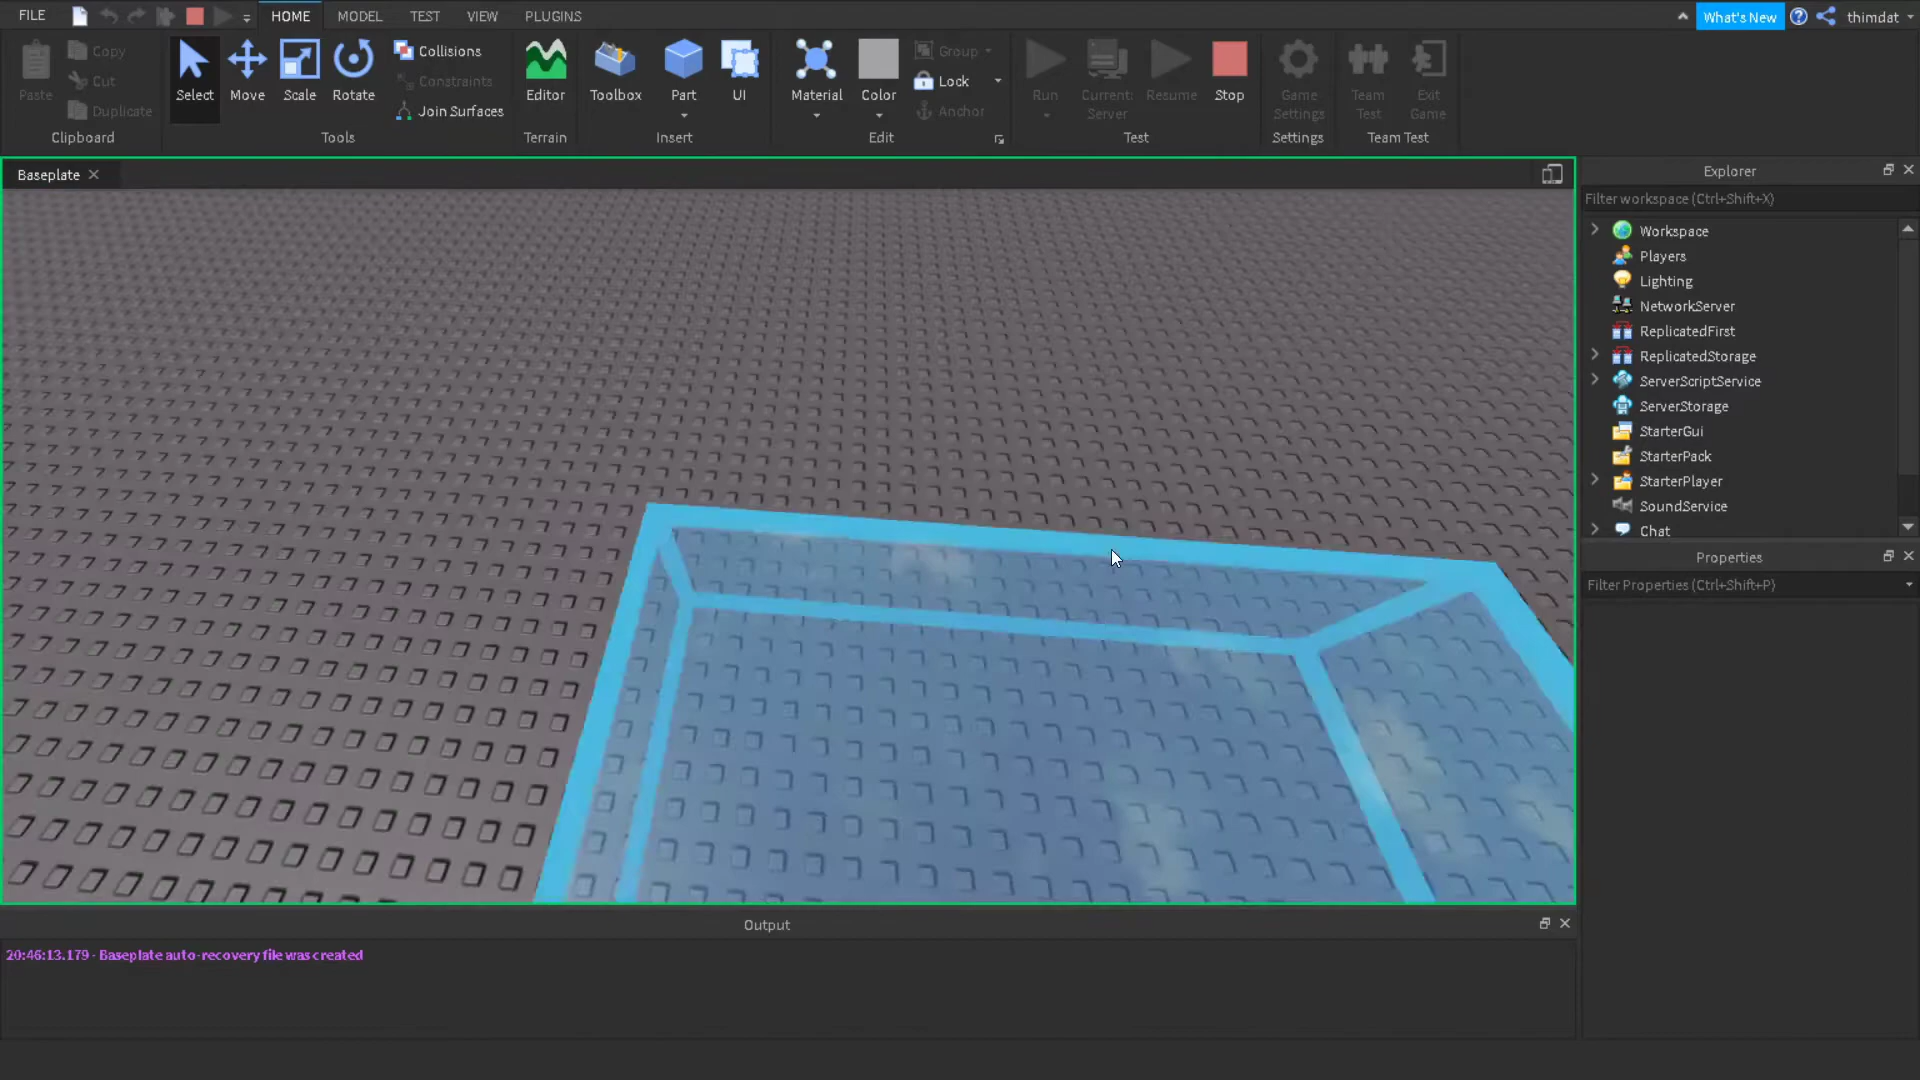 FILE HOME MODEL TEST VIEW PLUGINS What's New thimdat
Paste Copy Cut Duplicate
Clipboard
Select Move Scale Rotate Collisions Constraints Join Surfaces
Tools
Editor
Terrain
Toolbox Part UI
Insert
Material Color Group Lock Anchor
Edit
Run Current: Server Resume Stop
Test
Game Settings
Settings
Team Test Exit Game
Team Test
Baseplate
Explorer
Filter workspace (Ctrl+Shift+X)
Workspace
Players
Lighting
NetworkServer
ReplicatedFirst
ReplicatedStorage
ServerScriptService
ServerStorage
StarterGui
StarterPack
StarterPlayer
SoundService
Chat
Properties
Filter Properties (Ctrl+Shift+P)
Output
20:46:13.179 - Baseplate auto-recovery file was created